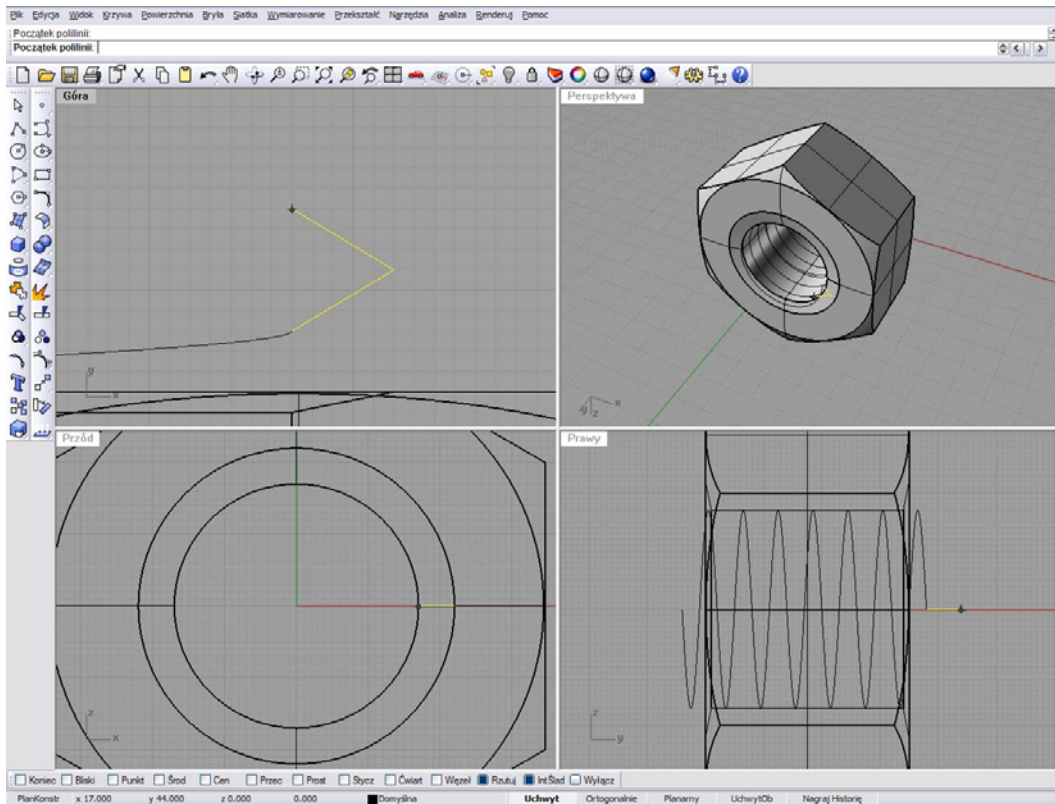 Plik Edycja Widok Krzywa Powierzchnia Bryła Siatka Wymiarowanie Przekształć Narzędzia Analiza Renderuj Pomoc
Początek polilinii:
Początek polilinii:
Góra
Perspektywa
y
x
y
z
x
Przód
Prawy
z
x
z
y
Koniec Bliski Punkt Środ Cen Przec Prost Stycz Ćwiart Węzeł Rzutuj IntŚlad Wyłącz
PlanKonstr x 17.000 y 44.000 z 0.000 0.000 Domyślna Uchwyt Ortogonalnie Planarny UchwytOb Nagraj Historię